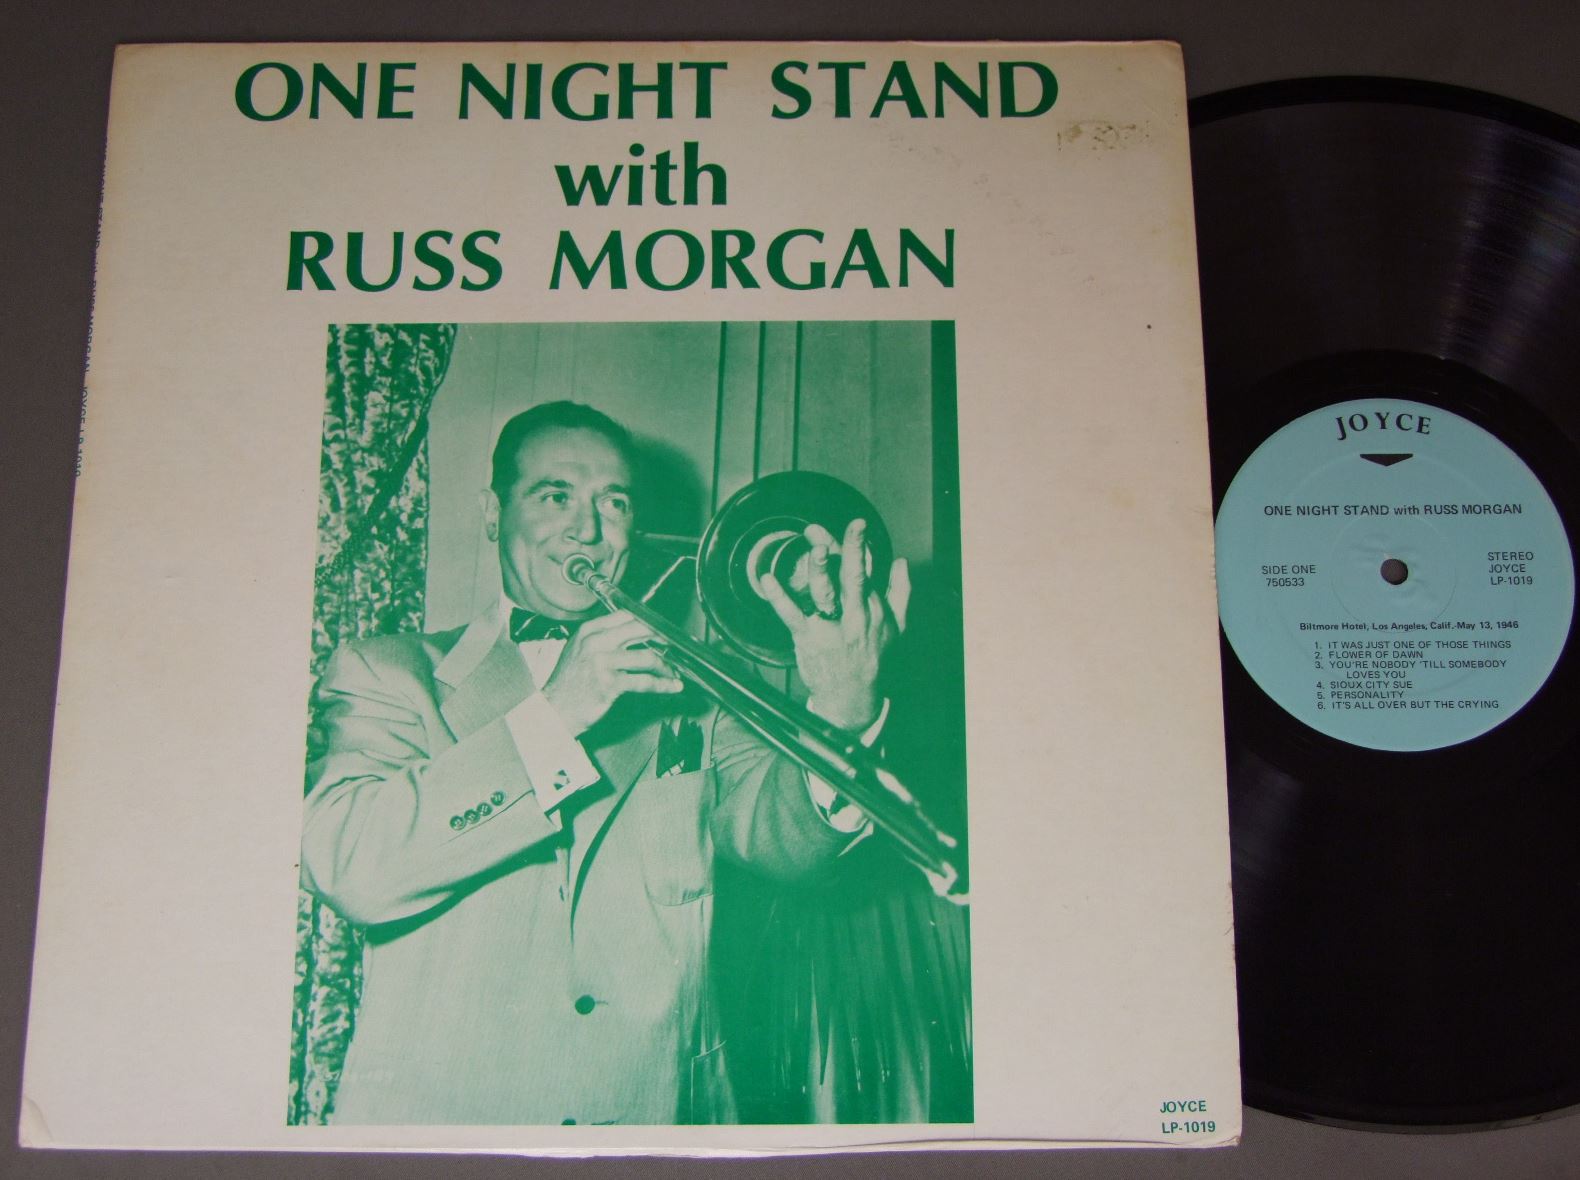 ONE NIGHT STAND
with
RUSS MORGAN
JOYCE
LP-1019
JOYCE
ONE NIGHT STAND with RUSS MORGAN
SIDE ONE
750533
STEREO
JOYCE
LP-1019
Biltmore Hotel, Los Angeles, Calif.-May 13, 1946
1. IT WAS JUST ONE OF THOSE THINGS
2. FLOWER OF DAWN
3. YOU'RE NOBODY 'TILL SOMEBODY
LOVES YOU
4. SIOUX CITY SUE
5. PERSONALITY
6. IT'S ALL OVER BUT THE CRYING